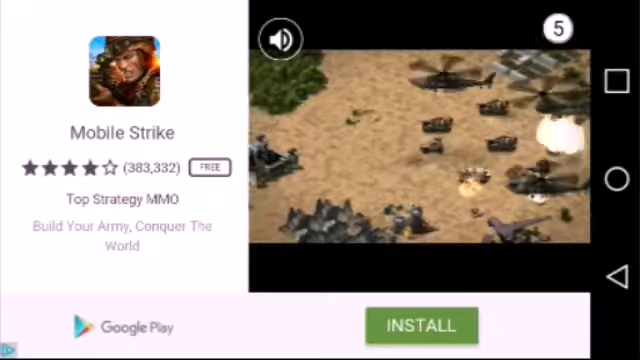 5
Mobile Strike
(383,332) FREE
Top Strategy MMO
Build Your Army, Conquer The
World
Google Play
INSTALL